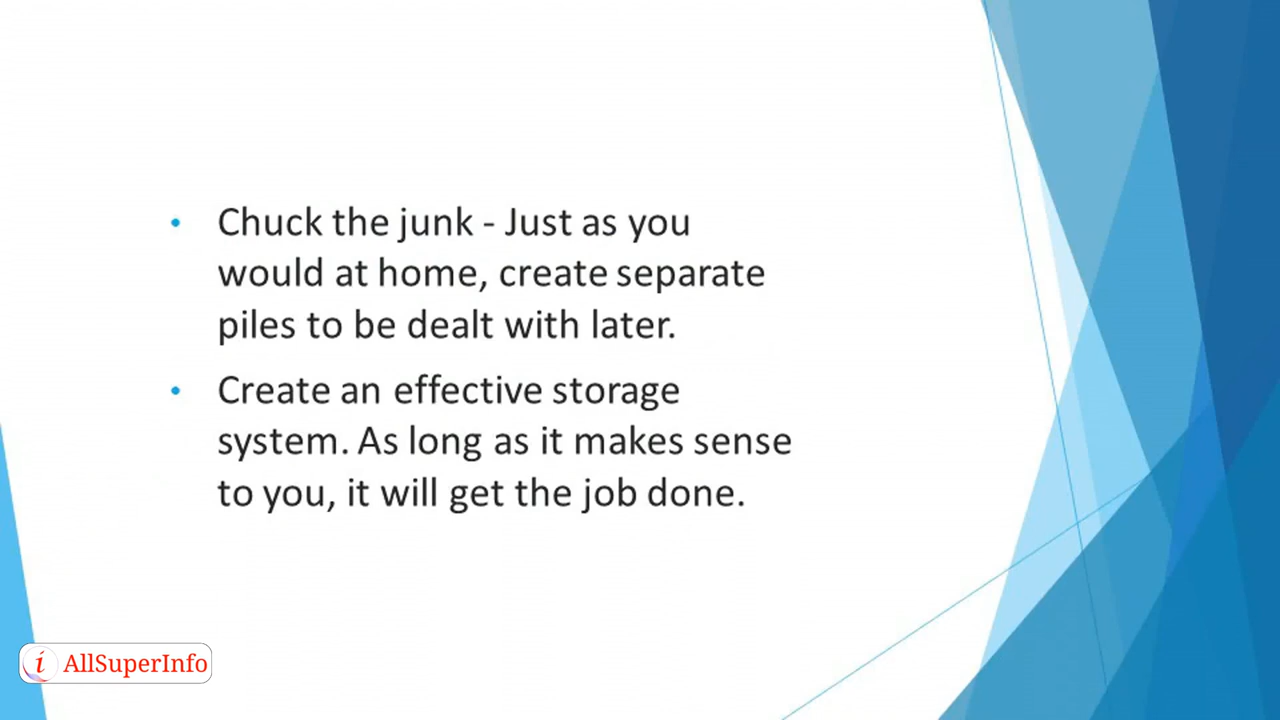 • Chuck the junk - Just as you
would at home, create separate
piles to be dealt with later.
• Create an effective storage
system. As long as it makes sense
to you, it will get the job done.
i AllSuperInfo